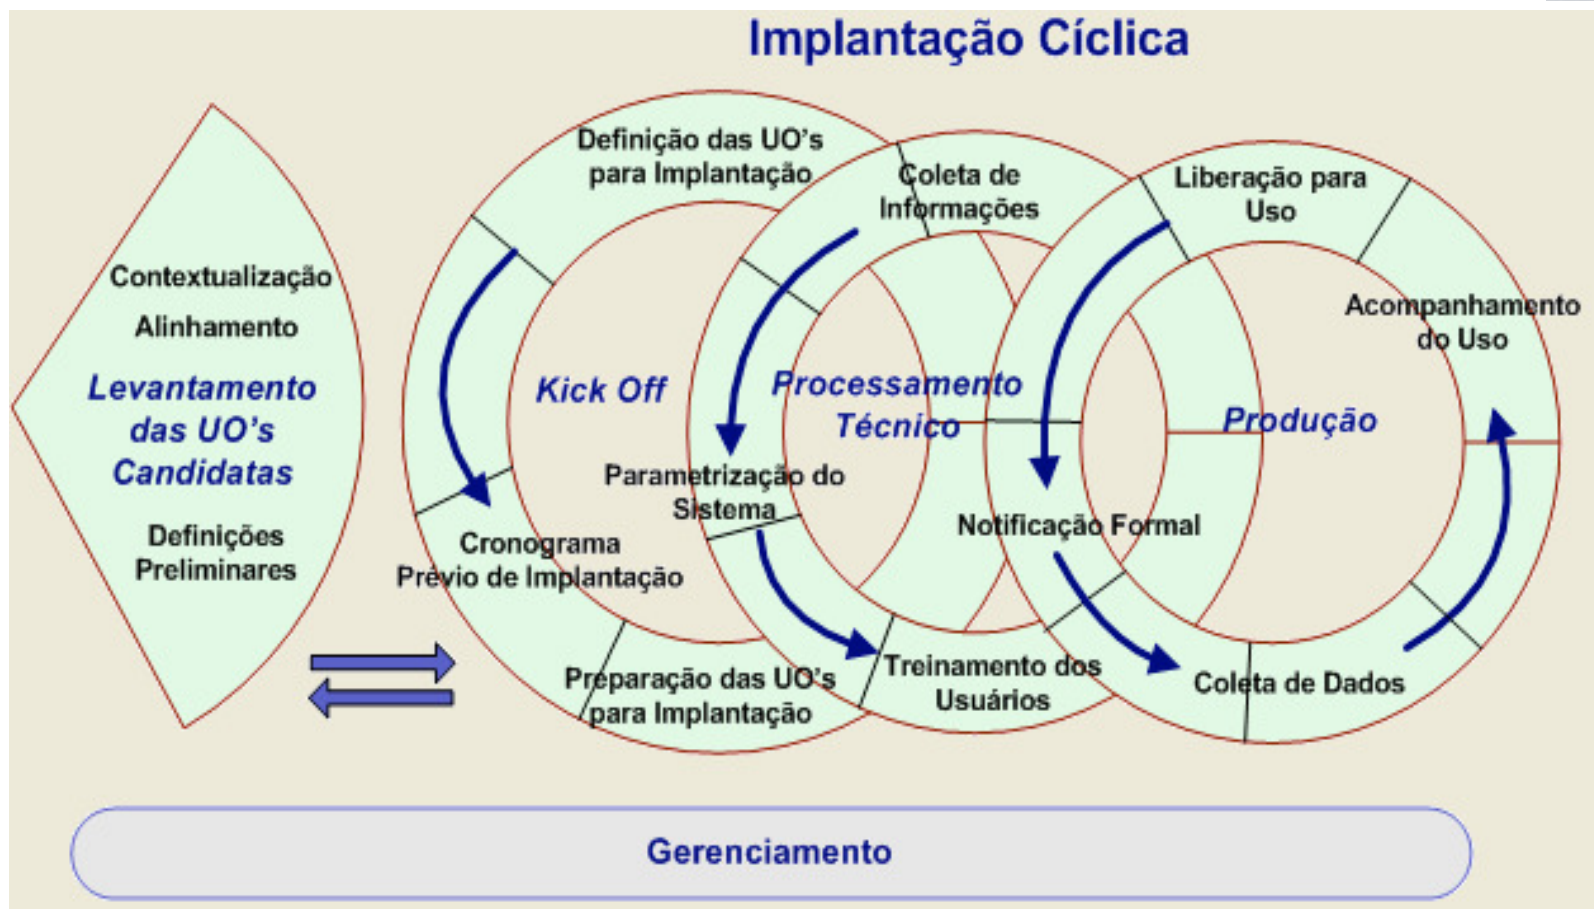 Implantação Cíclica
Contextualização
Alinhamento
Levantamento
das UO's
Candidatas
Definições
Preliminares
Definição das UO's
para Implantação
Kick Off
Cronograma
Prévio de Implantação
Preparação das UO's
para Implantação
Coleta de
Informações
Processamento
Técnico
Parametrização do
Sistema
Treinamento dos
Usuários
Liberação para
Uso
Produção
Notificação Formal
Coleta de Dados
Acompanhamento
do Uso
Gerenciamento